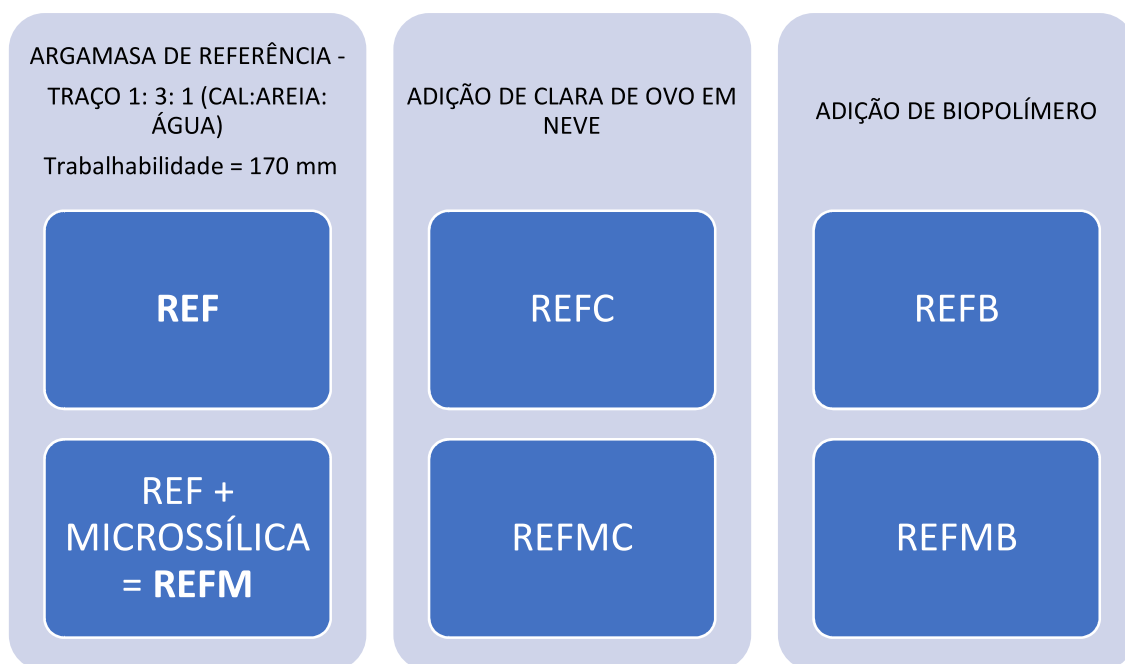 ARGAMASA DE REFERÊNCIA -
TRAÇO 1: 3: 1 (CAL:AREIA:
ÁGUA)
Trabalhabilidade = 170 mm
REF
REF +
MICROSSÍLICA
= REFM
ADIÇÃO DE CLARA DE OVO EM
NEVE
REFC
REFMC
ADIÇÃO DE BIOPOLÍMERO
REFB
REFMB